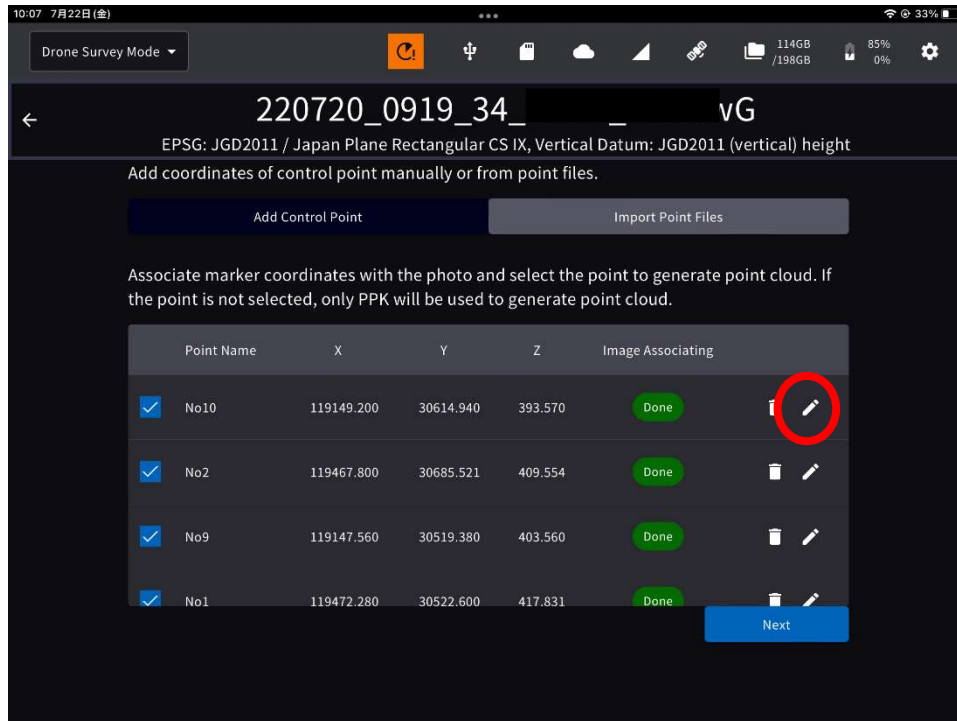 10:07 7月22日(金)
33%
Drone Survey Mode
114GB
/198GB
85%
0%
220720_0919_34_ _ vG
EPSG: JGD2011 / Japan Plane Rectangular CS IX, Vertical Datum: JGD2011 (vertical) height
Add coordinates of control point manually or from point files.
Add Control Point Import Point Files
Associate marker coordinates with the photo and select the point to generate point cloud. If
the point is not selected, only PPK will be used to generate point cloud.
Point Name X Y Z Image Associating
No10 119149.200 30614.940 393.570 Done
No2 119467.800 30685.521 409.554 Done
No9 119147.560 30519.380 403.560 Done
No1 119472.280 30522.600 417.831 Done
Next